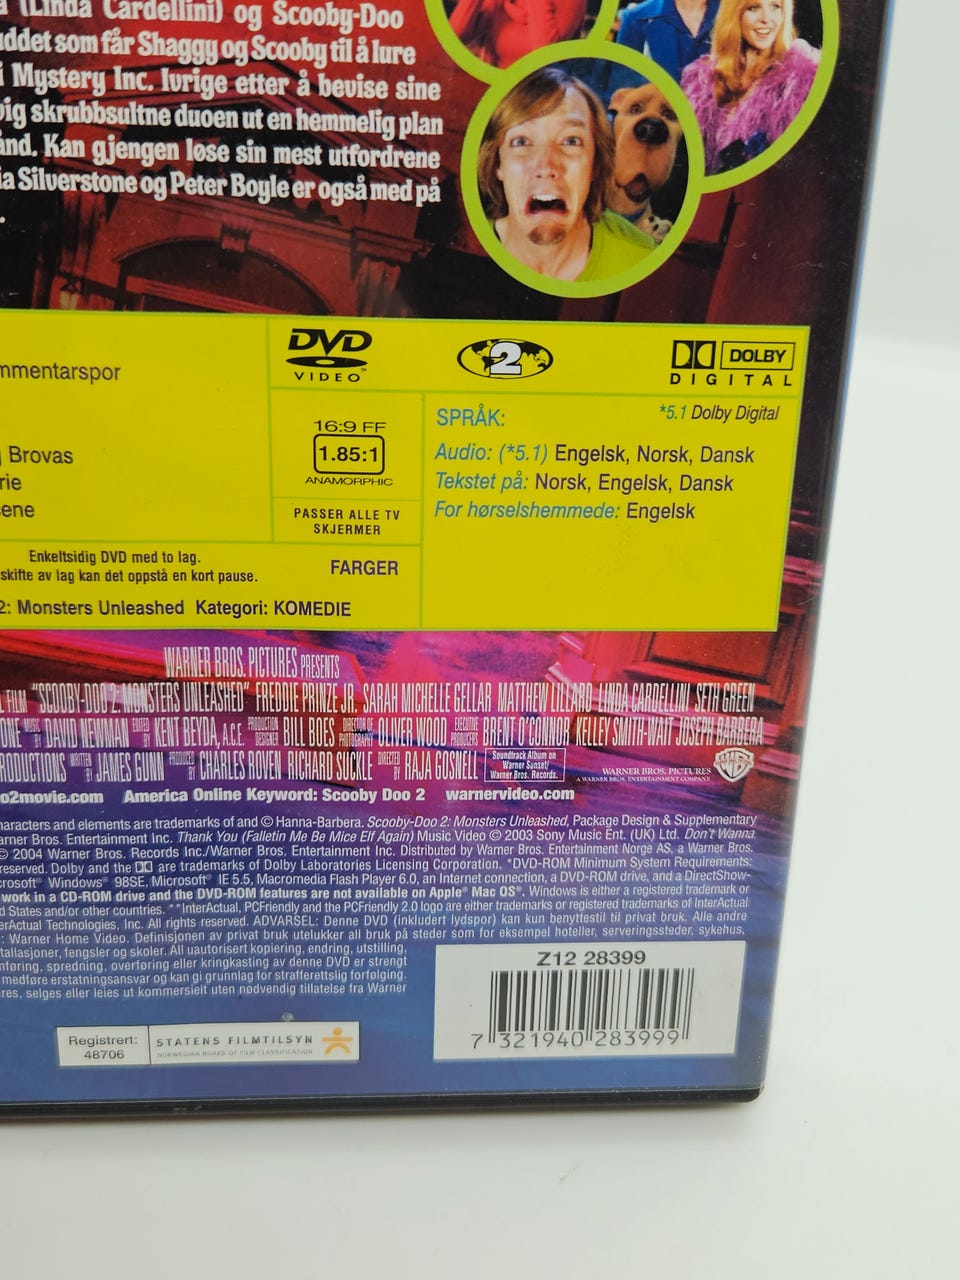 (Linda Cardellini) og Scooby-Doo
som får Shaggy og Scooby til å lure
i Mystery Inc. Ivrige etter å bevise sine
skrubbsultne duoen ut en hemmelig plan
Kan gjengen løse sin mest utfordrene
Silverstone og Peter Boyle er også med på
DVD
VIDEO
2
DOLBY
DIGITAL
mmentarspor
*5.1 Dolby Digital
16:9 FF
1.85:1
ANAMORPHIC
SPRÅK:
Audio: (*5.1) Engelsk, Norsk, Dansk
Tekstet på: Norsk, Engelsk, Dansk
For hørselshemmede: Engelsk
Brovas
rie
ene
PASSER ALLE TV
SKJERMER
Enkeltsidig DVD med to lag.
skifte av lag kan det oppstå en kort pause.
FARGER
2: Monsters Unleashed Kategori: KOMEDIE
WARNER BROS. PICTURES PRESENTS
FILM "SCOOBY-DOO 2: MONSTERS UNLEASHED" FREDDIE PRINZE JR. SARAH MICHELLE GELLAR MATTHEW LILLARD LINDA CARDELLINI SETH GREEN
ONE MUSIC BY DAVID NEWMAN EDITED BY KENT BEYDA, A.C.E. PRODUCTION DESIGNER BILL BOES DIRECTOR OF PHOTOGRAPHY OLIVER WOOD EXECUTIVE PRODUCERS BRENT O'CONNOR KELLEY SMITH-WAIT JOSEPH BARBERA
RODUCTIONS WRITTEN BY JAMES GUNN PRODUCED BY CHARLES ROVEN RICHARD SUCKLE DIRECTED BY RAJA GOSNELL
Soundtrack Album on
Warner Sunset/
Warner Bros. Records.
WARNER BROS. PICTURES
A WARNER BROS. ENTERTAINMENT COMPANY
o2movie.com America Online Keyword: Scooby Doo 2 warnervideo.com
haracters and elements are trademarks of and © Hanna-Barbera. Scooby-Doo 2: Monsters Unleashed, Package Design & Supplementary
arner Bros. Entertainment Inc. Thank You (Falletin Me Be Mice Elf Again) Music Video © 2003 Sony Music Ent. (UK) Ltd. Don't Wanna
© 2004 Warner Bros. Records Inc./Warner Bros. Entertainment Inc. Distributed by Warner Bros. Entertainment Norge AS, a Warner Bros.
reserved. Dolby and the DD are trademarks of Dolby Laboratories Licensing Corporation. *DVD-ROM Minimum System Requirements:
crosoft® Windows® 98SE, Microsoft® IE 5.5, Macromedia Flash Player 6.0, an Internet connection, a DVD-ROM drive, and a DirectShow-
work in a CD-ROM drive and the DVD-ROM features are not available on Apple® Mac OS®. Windows is either a registered trademark or
d States and/or other countries. **InterActual, PCFriendly and the PCFriendly 2.0 logo are either trademarks or registered trademarks of InterActual
erActual Technologies, Inc. All rights reserved. ADVARSEL: Denne DVD (inkludert lydspor) kan kun benyttestil til privat bruk. Alle andre
: Warner Home Video. Definisjonen av privat bruk utelukker all bruk på steder som for eksempel hoteller, serveringssteder, sykehus,
tallasjoner, fengsler og skoler. All uautorisert kopiering, endring, utstilling,
nføring, spredning, overføring eller kringkasting av denne DVD er strengt
medføre erstatningsansvar og kan gi grunnlag for strafferettslig forfølging.
res, selges eller leies ut kommersielt uten nødvendig tillatelse fra Warner
Z12 28399
7 321940 283999
Registrert:
48706
STATENS FILMTILSYN
NORWEGIAN BOARD OF FILM CLASSIFICATION